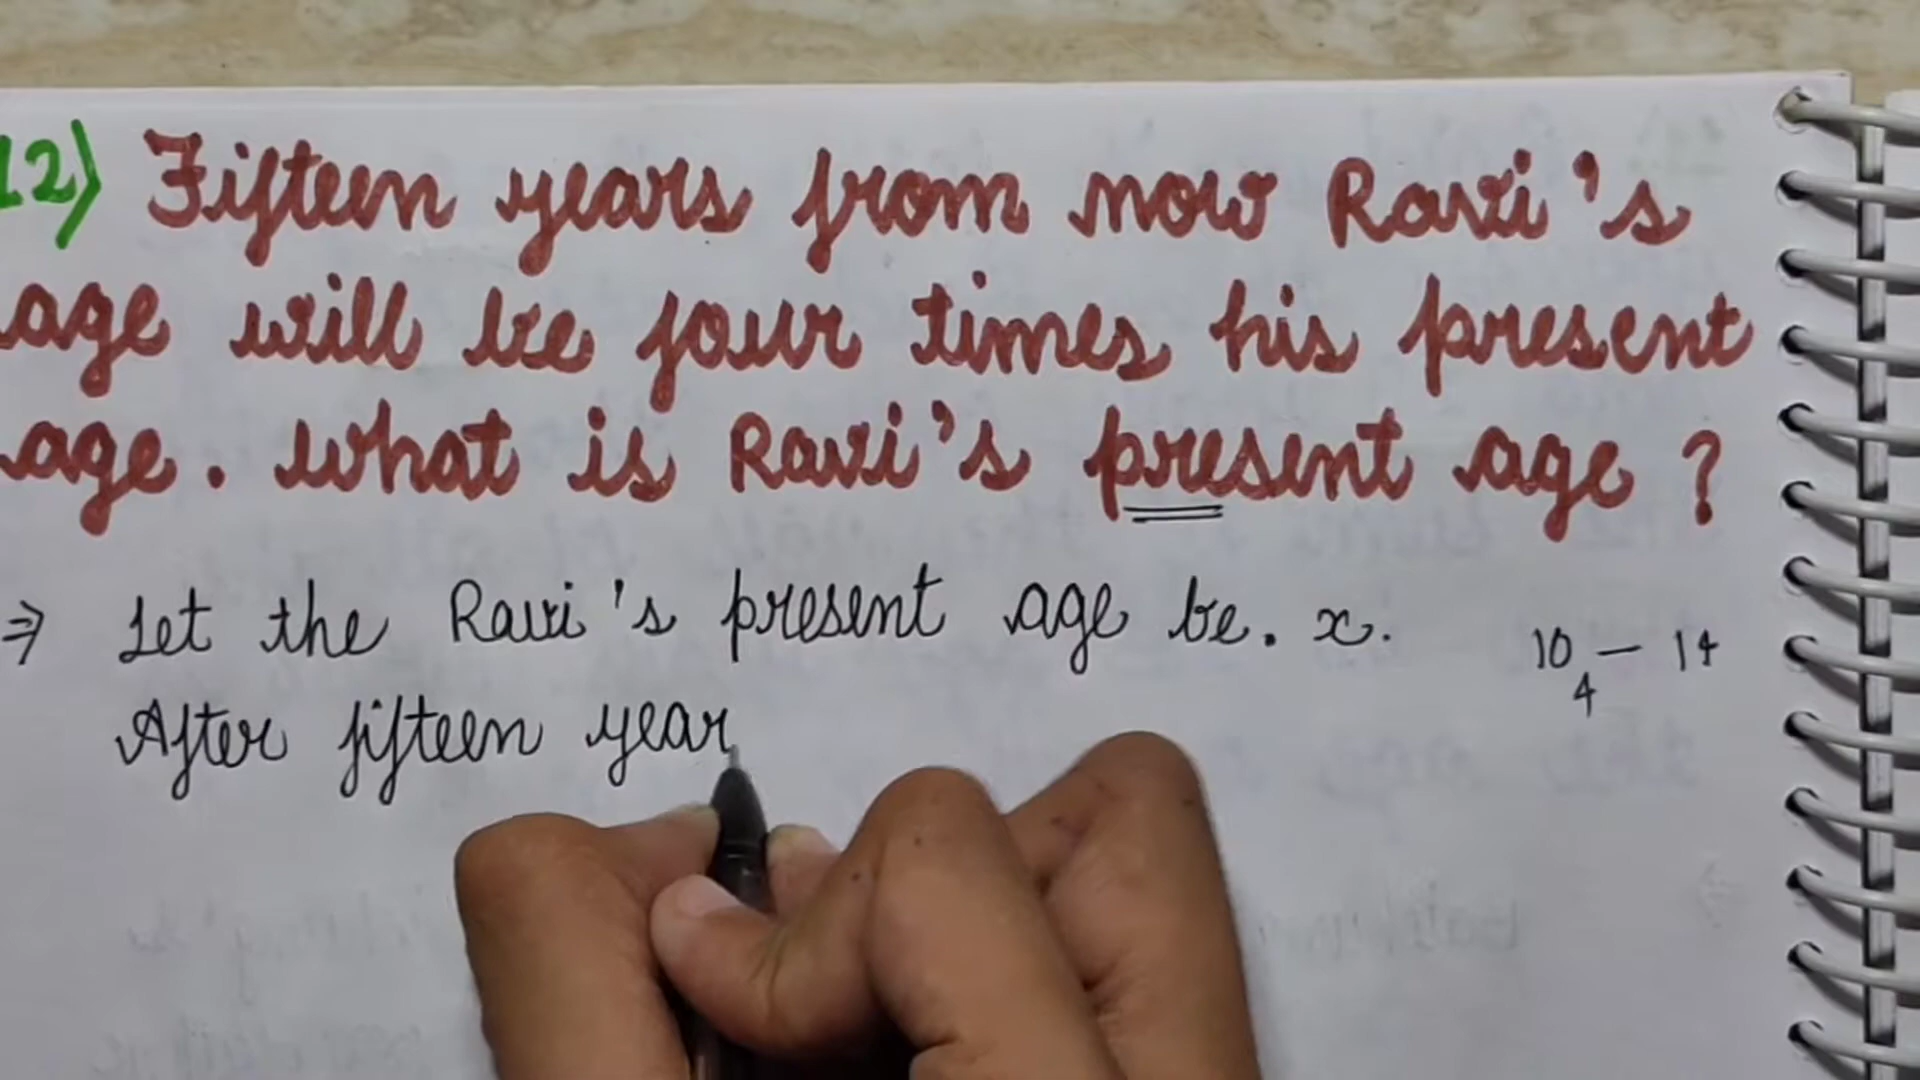 12) Fifteen years from now Ravi's
age will be four times his present
age. What is Ravi's present age ?
⇒ Let the Ravi's present age be. x.
10 - 14
4
After fifteen year